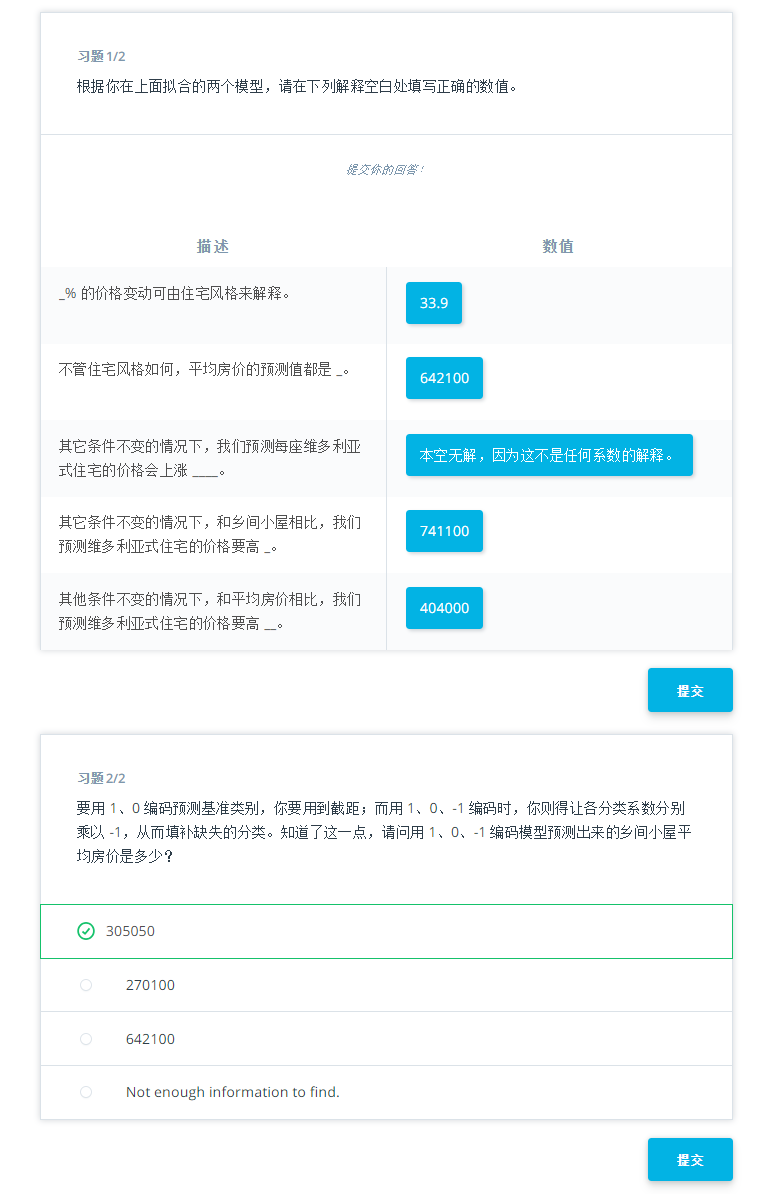 习题 1/2
根据你在上面拟合的两个模型，请在下列解释空白处填写正确的数值。
提交你的回答！
描述
数值
_% 的价格变动可由住宅风格来解释。
33.9
不管住宅风格如何，平均房价的预测值都是 _。
642100
其它条件不变的情况下，我们预测每座维多利亚
式住宅的价格会上涨 ____。
本空无解，因为这不是任何系数的解释。
其它条件不变的情况下，和乡间小屋相比，我们
预测维多利亚式住宅的价格要高 _。
741100
其他条件不变的情况下，和平均房价相比，我们
预测维多利亚式住宅的价格要高 __。
404000
提交
习题 2/2
要用 1、0 编码预测基准类别，你要用到截距；而用 1、0、-1 编码时，你则得让各分类系数分别
乘以 -1，从而填补缺失的分类。知道了这一点，请问用 1、0、-1 编码模型预测出来的乡间小屋平
均房价是多少？
305050
270100
642100
Not enough information to find.
提交